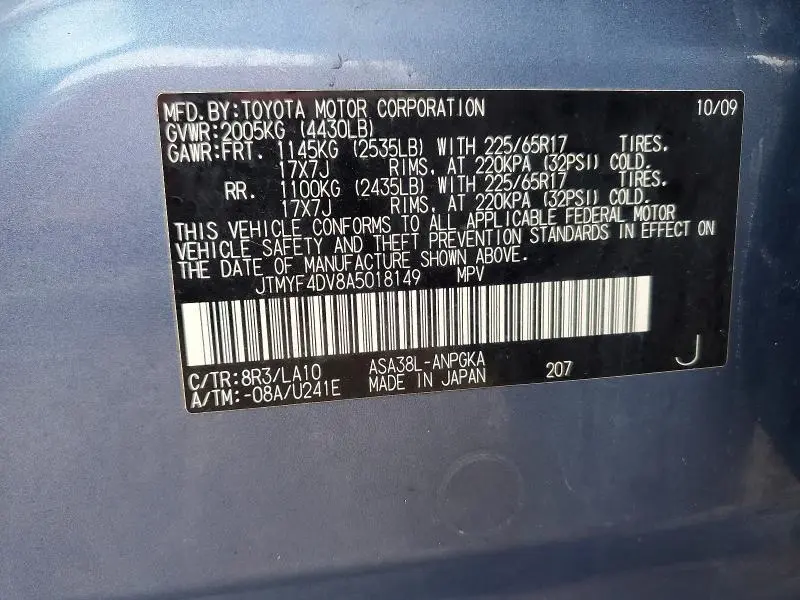 MFD. BY: TOYOTA MOTOR CORPORATION 10/09
GVWR: 2005KG (4430LB)
GAWR: FRT. 1145KG (2535LB) WITH 225/65R17 TIRES.
17X7J RIMS, AT 220KPA (32PSI) COLD.
RR. 1100KG (2435LB) WITH 225/65R17 TIRES.
17X7J RIMS, AT 220KPA (32PSI) COLD.
THIS VEHICLE CONFORMS TO ALL APPLICABLE FEDERAL MOTOR
VEHICLE SAFETY AND THEFT PREVENTION STANDARDS IN EFFECT ON
THE DATE OF MANUFACTURE SHOWN ABOVE.
JTMYF4DV8A5018149 MPV
C/TR: 8R3/LA10 ASA38L-ANPGKA
A/TM: -08A/U241E MADE IN JAPAN 207 J